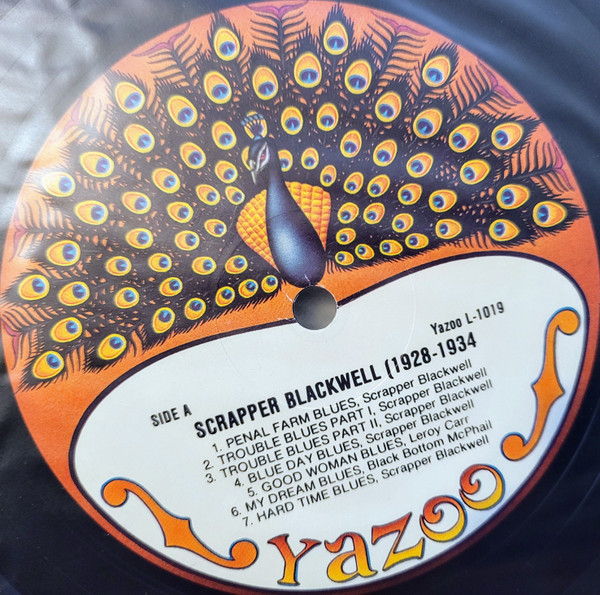 Yazoo L-1019
SIDE A
SCRAPPER BLACKWELL (1928-1934
1. PENAL FARM BLUES, Scrapper Blackwell
2. TROUBLE BLUES PART I, Scrapper Blackwell
3. TROUBLE BLUES PART II, Scrapper Blackwell
4. BLUE DAY BLUES, Scrapper Blackwell
5. GOOD WOMAN BLUES, Leroy Carr
6. MY DREAM BLUES, Black Bottom McPhail
7. HARD TIME BLUES, Scrapper Blackwell
Yazoo